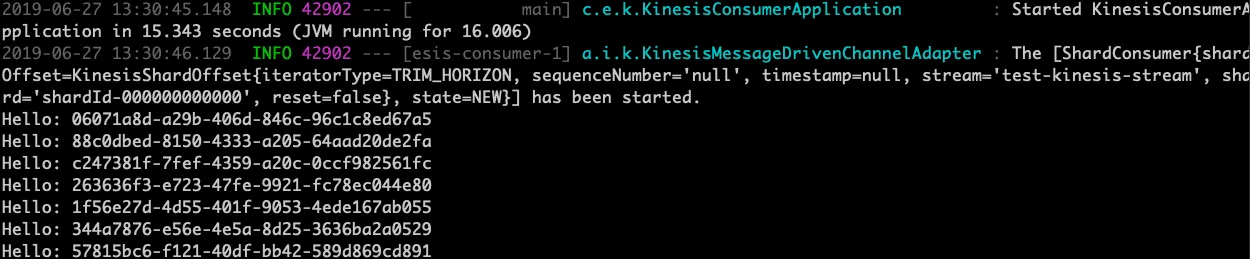 2019-06-27 13:30:45.148  INFO 42902 --- [           main] c.e.k.KinesisConsumerApplication         : Started KinesisConsumerA
pplication in 15.343 seconds (JVM running for 16.006)
2019-06-27 13:30:46.129  INFO 42902 --- [esis-consumer-1] a.i.k.KinesisMessageDrivenChannelAdapter : The [ShardConsumer{shard
Offset=KinesisShardOffset{iteratorType=TRIM_HORIZON, sequenceNumber='null', timestamp=null, stream='test-kinesis-stream', sha
rd='shardId-000000000000', reset=false}, state=NEW}] has been started.
Hello: 06071a8d-a29b-406d-846c-96c1c8ed67a5
Hello: 88c0dbed-8150-4333-a205-64aad20de2fa
Hello: c247381f-7fef-4359-a20c-0ccf982561fc
Hello: 263636f3-e723-47fe-9921-fc78ec044e80
Hello: 1f56e27d-4d55-401f-9053-4ede167ab055
Hello: 344a7876-e56e-4e5a-8d25-3636ba2a0529
Hello: 57815bc6-f121-40df-bb42-589d869cd891